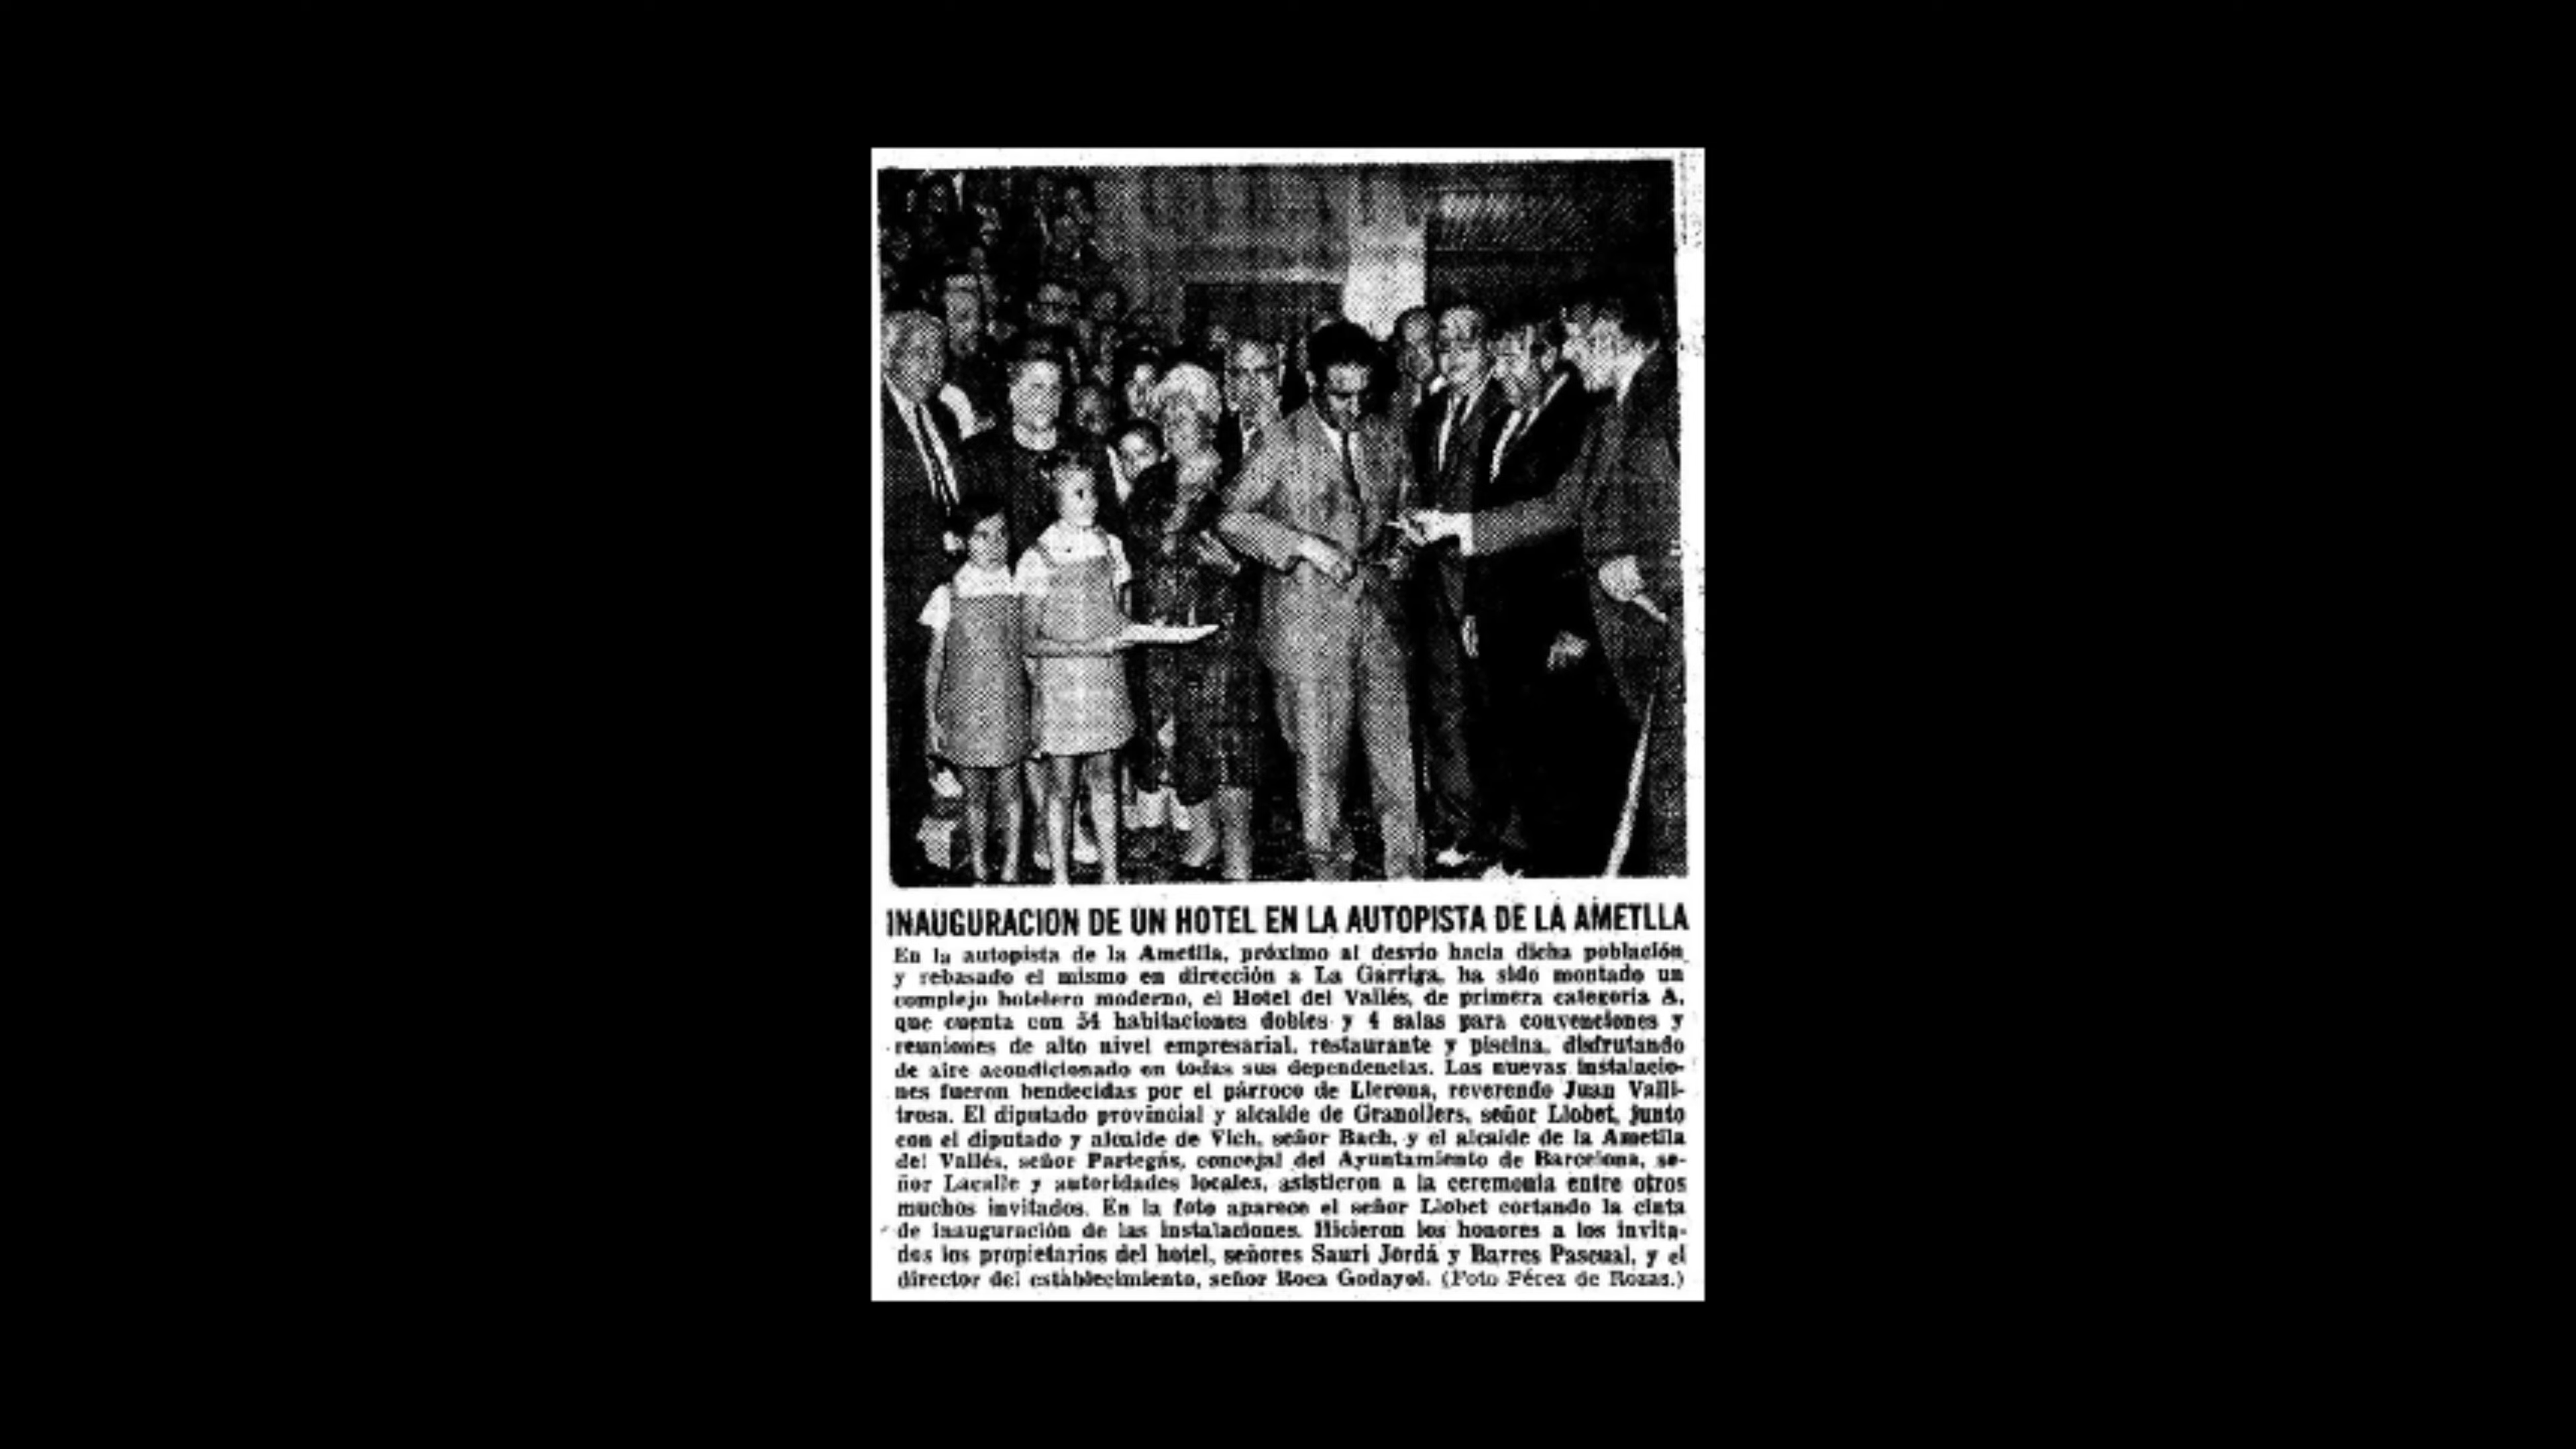 INAUGURACION DE UN HOTEL EN LA AUTOPISTA DE LA AMETLLA
En la autopista de la Ametlla, próximo al desvío hacia dicha población
y rebasado el mismo en dirección a La Garriga, ha sido montado un
complejo hotelero moderno, el Hotel del Vallés, de primera categoría A,
que cuenta con 54 habitaciones dobles y 4 salas para convenciones y
reuniones de alto nivel empresarial, restaurante y piscina, disfrutando
de aire acondicionado en todas sus dependencias. Las nuevas instalacio-
nes fueron bendecidas por el párroco de Llerona, reverendo Juan Valli-
trosa. El diputado provincial y alcalde de Granollers, señor Llobet, junto
con el diputado y alcalde de Vich, señor Bach, y el alcalde de la Ametlla
del Vallés, señor Partegás, concejal del Ayuntamiento de Barcelona, se-
ñor Lacalle y autoridades locales, asistieron a la ceremonia entre otros
muchos invitados. En la foto aparece el señor Llobet cortando la cinta
de inauguración de las instalaciones. Hicieron los honores a los invita-
dos los propietarios del hotel, señores Sauri Jordá y Barres Pascual, y el
director del establecimiento, señor Roca Godayol. (Foto Pérez de Rozas.)